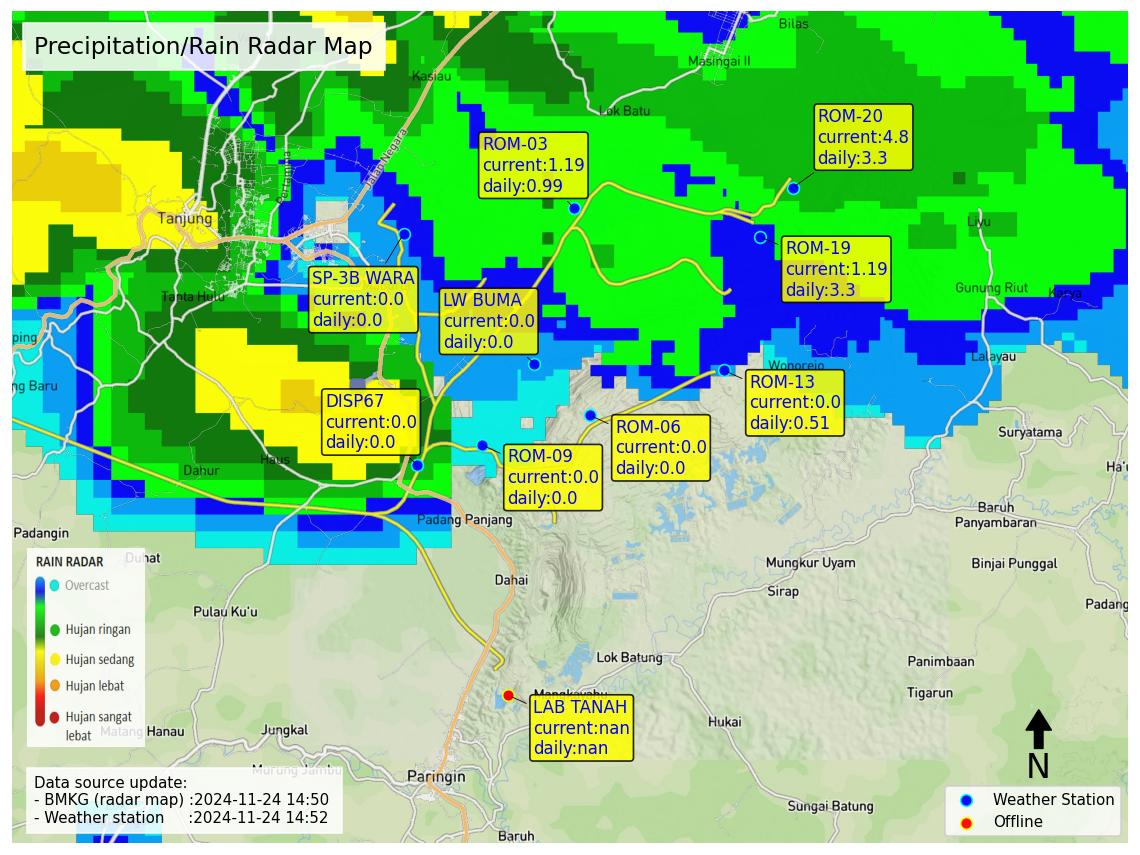 Precipitation/Rain Radar Map
Bilas
Masingai II
Kasiau
Lok Batu
Jalan Negara
Pertamina
ROM-20
current:4.8
daily:3.3
ROM-03
current:1.19
daily:0.99
Tanjung
Liyu
ROM-19
current:1.19
daily:3.3
SP-3B WARA
current:0.0
daily:0.0
LW BUMA
current:0.0
daily:0.0
Tanta Hulu
Gunung Riut
Karya
ping
Lalayau
Wonorejo
ng Baru
ROM-13
current:0.0
daily:0.51
DISP67
current:0.0
daily:0.0
ROM-06
current:0.0
daily:0.0
Suryatama
ROM-09
current:0.0
daily:0.0
Haus
Dahur
Ha'u
Baruh
Panyambaran
Padang Panjang
Padangin
Duhat
Mungkur Uyam
Binjai Punggal
RAIN RADAR
Overcast
Hujan ringan
Hujan sedang
Hujan lebat
Hujan sangat
lebat
Dahai
Sirap
Pulau Ku'u
Padang
Lok Batung
Panimbaan
Tigarun
Mangkayahu
LAB TANAH
current:nan
daily:nan
Hukai
Matang Hanau
Jungkal
Murung Jambu
Paringin
N
Sungai Batung
Baruh
Data source update:
- BMKG (radar map) :2024-11-24 14:50
- Weather station :2024-11-24 14:52
Weather Station
Offline